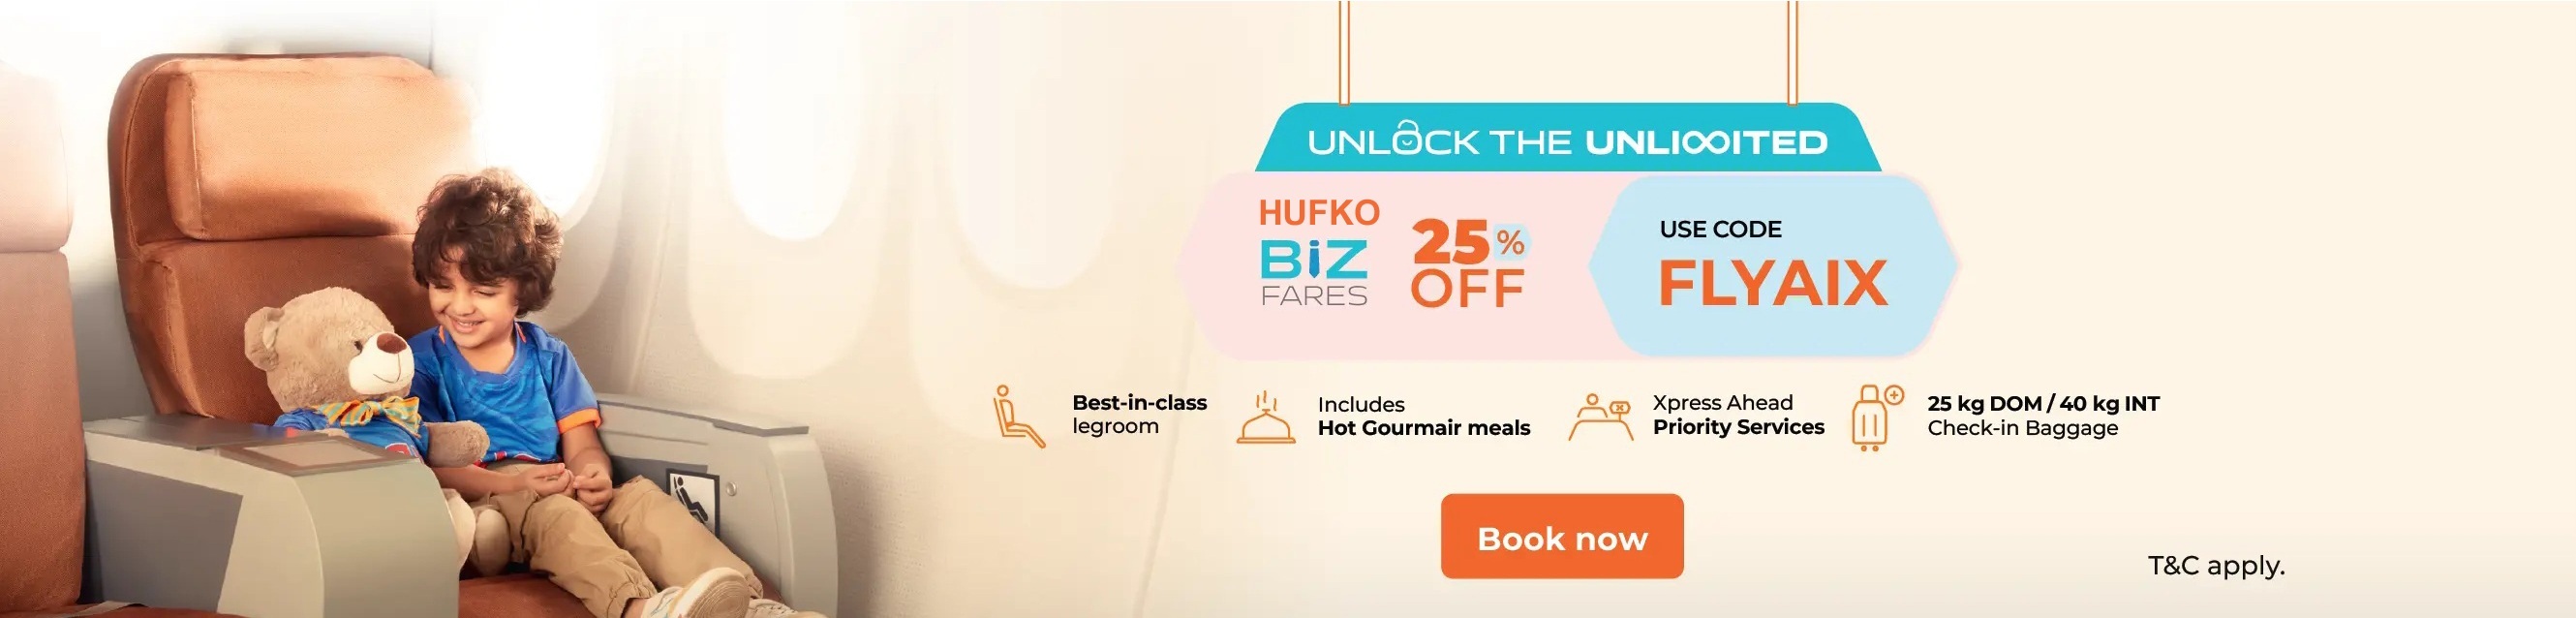 UNLOCK THE UNLIMITED
HUFKO
BiZ
FARES
25%
OFF
USE CODE
FLYAIX
Best-in-class
legroom
Includes
Hot Gourmair meals
Xpress Ahead
Priority Services
25 kg DOM / 40 kg INT
Check-in Baggage
Book now
T&C apply.